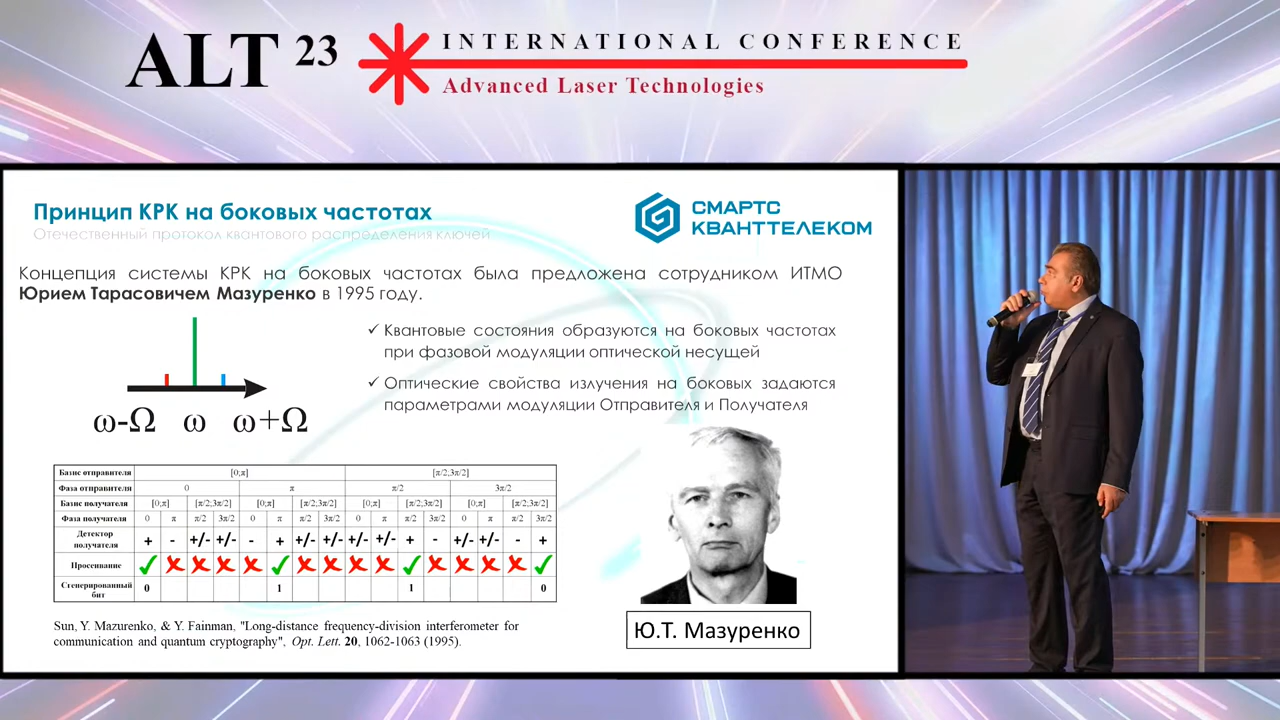 ALT 23
INTERNATIONAL CONFERENCE
Advanced Laser Technologies
Принцип КРК на боковых частотах
Отечественный протокол квантового распределения ключей
СМАРТС
КВАНТТЕЛЕКОМ
Концепция системы КРК на боковых частотах была предложена сотрудником ИТМО
Юрием Тарасовичем Мазуренко в 1995 году.
✓ Квантовые состояния образуются на боковых частотах
при фазовой модуляции оптической несущей
✓ Оптические свойства излучения на боковых задаются
параметрами модуляции Отправителя и Получателя
ω-Ω ω ω+Ω
Базис отправителя [0;π] [π/2;3π/2]
Фаза отправителя 0 π π/2 3π/2
Базис получателя [0;π] [π/2;3π/2] [0;π] [π/2;3π/2] [0;π] [π/2;3π/2] [0;π] [π/2;3π/2]
Фаза получателя 0 π π/2 3π/2 0 π π/2 3π/2 0 π π/2 3π/2 0 π π/2 3π/2
Детектор
получателя + - +/- +/- - + +/- +/- +/- +/- + - +/- +/- - +
Просеивание ✓ ✗ ✗ ✗ ✗ ✓ ✗ ✗ ✗ ✗ ✓ ✗ ✗ ✗ ✗ ✓
Сгенерированный
бит 0 1 1 0
Sun, Y. Mazurenko, & Y. Fainman, "Long-distance frequency-division interferometer for
communication and quantum cryptography", Opt. Lett. 20, 1062-1063 (1995).
Ю.Т. Мазуренко